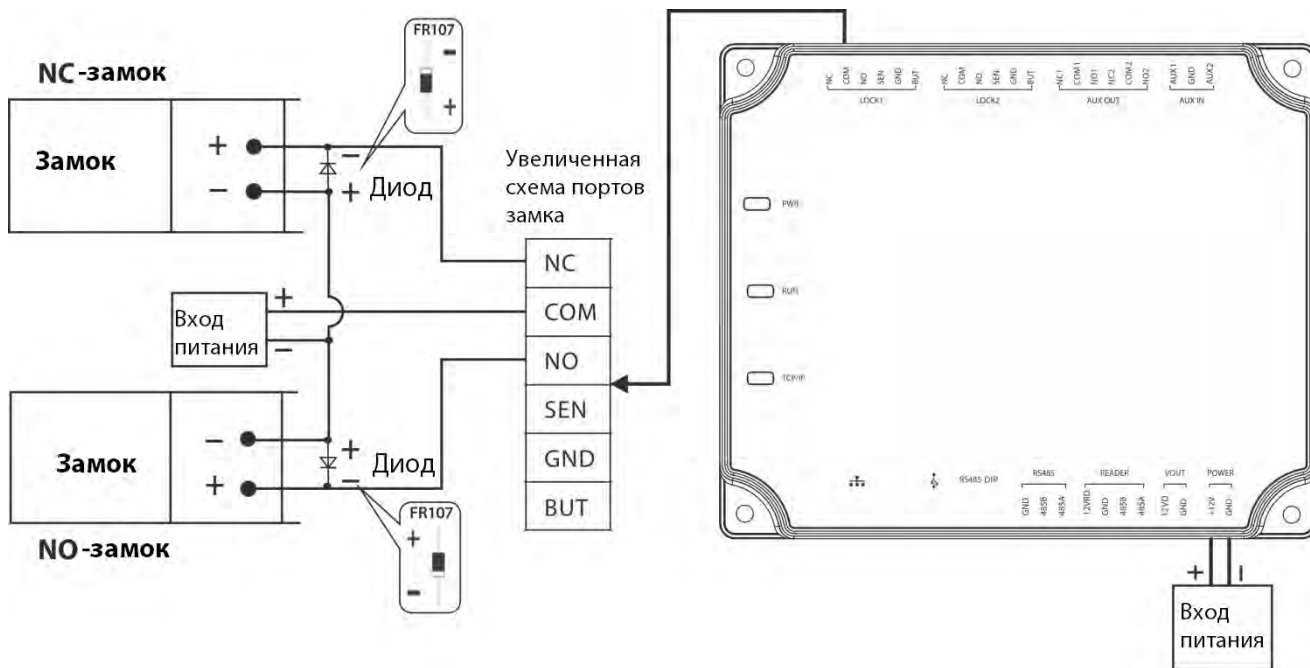 FR107
−
+
NC-замок
Замок
+
−
−
+
Диод
Увеличенная
схема портов
замка
Вход
питания
+
−
NC
COM
NO
SEN
GND
BUT
Замок
−
+
+
−
Диод
FR107
+
−
NO-замок
NC COM NO SEN GND BUT
LOCK1
NC COM NO SEN GND BUT
LOCK2
NC1 COM1 NO1 NC2 COM2 NO2
AUX OUT
AUX1 GND AUX2
AUX IN
PWR
RUN
TCP/IP
RS485 DIP
RS485
GND 485B 485A
READER
12VRD GND 485B 485A
VOUT
12VO GND
POWER
+12V GND
+ −
Вход
питания